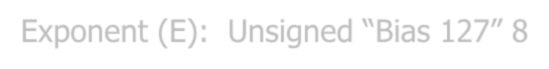 Exponent (E):  Unsigned “Bias 127” 8